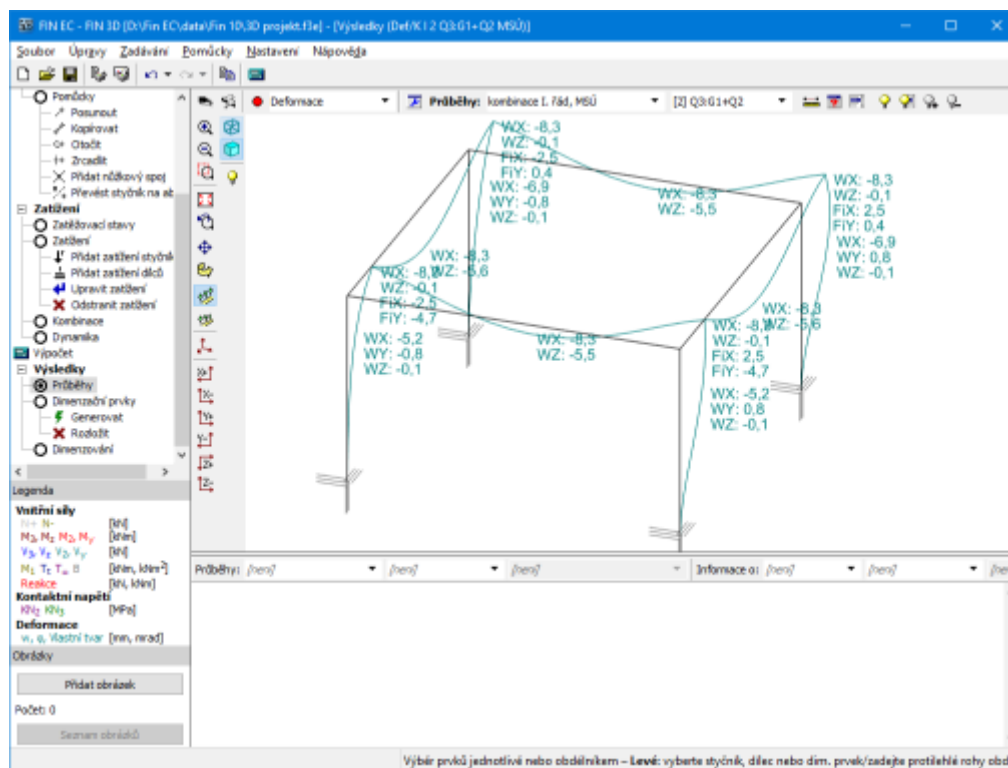 FIN EC - FIN 3D [D:\Fin EC\data\Fin 10\3D projekt.f3e] - [Výsledky (Def/K I 2 Q3:G1+Q2 MSÚ)]
Soubor Úpravy Zadávání Pomůcky Nastavení Nápověda
Deformace Průběhy: kombinace I. řád, MSÚ [2] Q3:G1+Q2
Pomůcky
Posunout
Kopírovat
Otočit
Zrcadlit
Přidat nůžkový spoj
Převést styčník na ab
Zatížení
Zatěžovací stavy
Zatížení
Přidat zatížení styčník
Přidat zatížení dílců
Upravit zatížení
Odstranit zatížení
Kombinace
Dynamika
Výpočet
Výsledky
Průběhy
Dimenzační prvky
Generovat
Rozložit
Dimenzování
Legenda
Vnitřní síly
N+ N- [kN]
M3, Mz M2, My [kNm]
V3, Vz V2, Vy [kN]
[kNm, kNm²]
Reakce [kN, kNm]
Kontaktní napětí
KN2 KN3 [MPa]
Deformace
w, φ, Vlastní tvar [mm, mrad]
Obrázky
Přidat obrázek
Počet: 0
Seznam obrázků
WX: -8,3
WZ: -0,1
FiX: -2,5
FiY: 0,4
WX: -6,9
WY: -0,8
WZ: -0,1
WX: -8,3
WZ: -5,5
WX: -8,3
WZ: -0,1
FiX: 2,5
FiY: 0,4
WX: -6,9
WY: 0,8
WZ: -0,1
WX: -8,3
WZ: -5,6
WZ: -0,1
FiX: -2,5
FiY: -4,7
WX: -5,2
WY: -0,8
WZ: -0,1
WX: -8,3
WZ: -5,5
WX: -8,3
WZ: -5,6
WZ: -0,1
FiX: 2,5
FiY: -4,7
WX: -5,2
WY: 0,8
WZ: -0,1
Průběhy: [není] [není] [není] Informace o: [není] [není]
Výběr prvků jednotlivě nebo obdélníkem – Levé: vyberte styčník, dílec nebo dim. prvek/zadejte protilehlé rohy obd